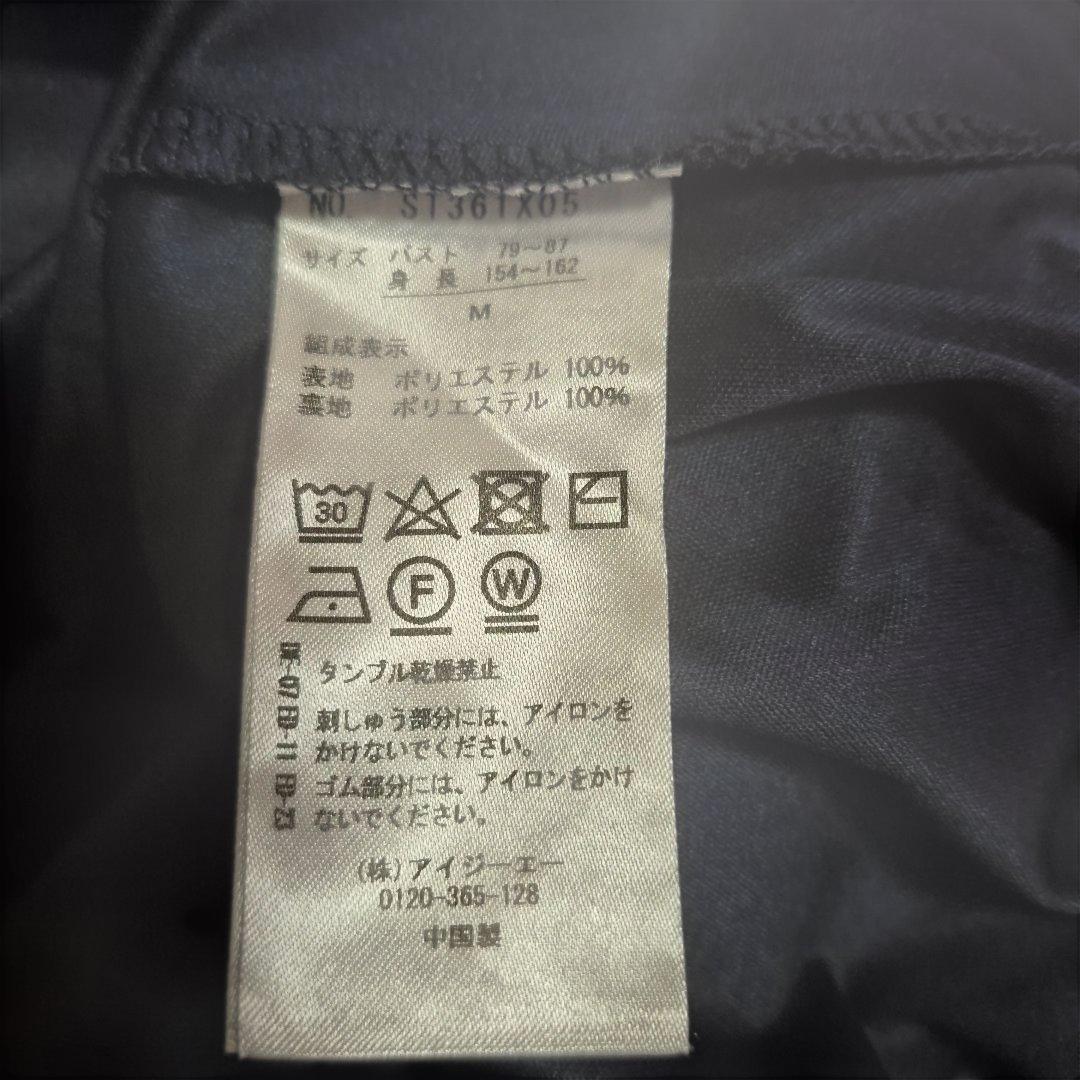 NO. S1361X05
サイズ バスト 79～87
身長 154～162
M
組成表示
表地 ポリエステル 100%
裏地 ポリエステル 100%
30
F W
タンブル乾燥禁止
刺しゅう部分には、アイロンを
かけないでください。
ゴム部分には、アイロンをかけ
ないでください。
(株)アイジーエー
0120-365-128
中国製